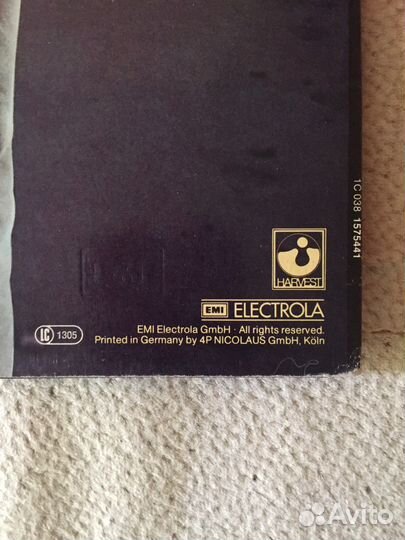 1C 038 1575441
HARVEST
EMI ELECTROLA
EMI Electrola GmbH · All rights reserved.
LC 1305
Printed in Germany by 4P NICOLAUS GmbH, Köln
Avito